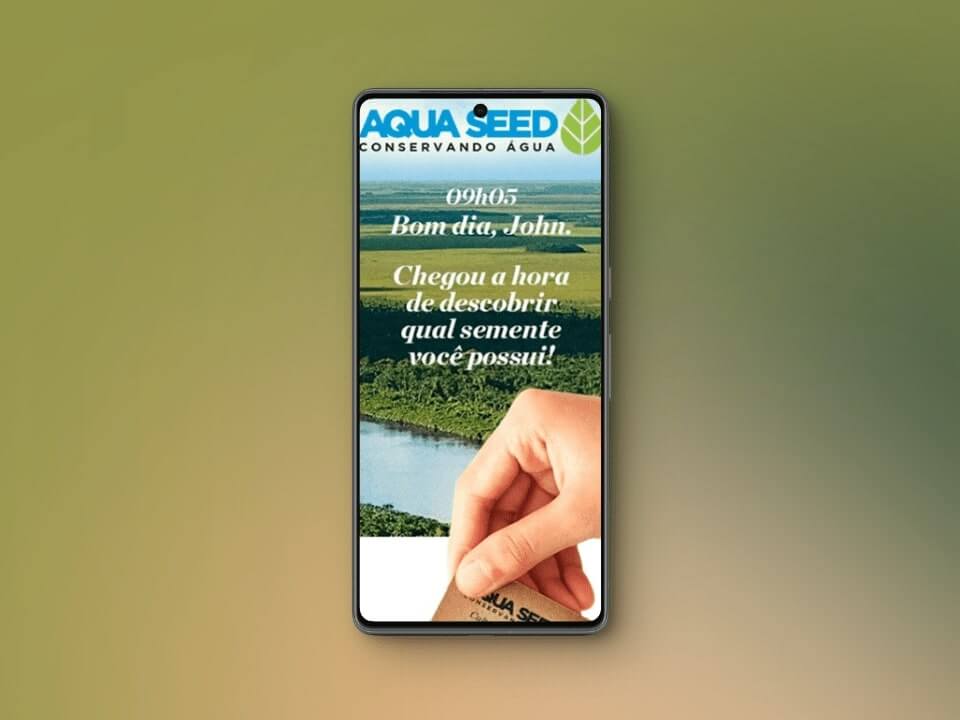 AQUA SEED
CONSERVANDO ÁGUA
09h05
Bom dia, John.
Chegou a hora
de descobrir
qual semente
você possui!
AQUA SEED